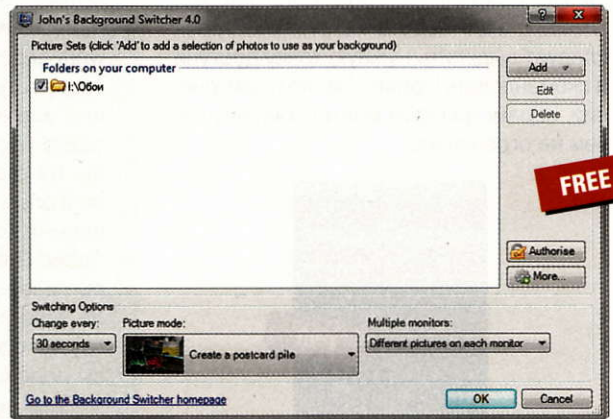 John's Background Switcher 4.0
Picture Sets (click 'Add' to add a selection of photos to use as your background)
Folders on your computer
I:\Обои
Add
Edit
Delete
FREE
Authorise
More...
Switching Options
Change every:
Picture mode:
Multiple monitors:
30 seconds
Create a postcard pile
Different pictures on each monitor
Go to the Background Switcher homepage
OK
Cancel